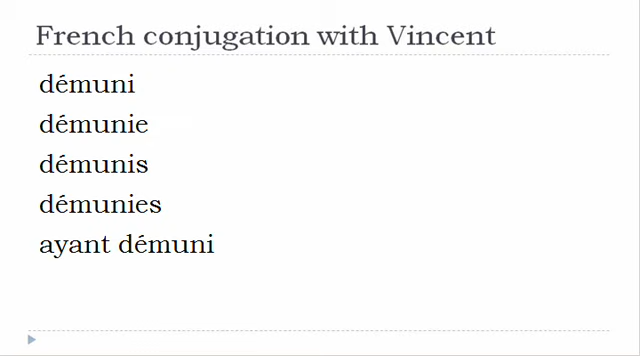 French conjugation with Vincent
démuni
démunie
démunis
démunies
ayant démuni